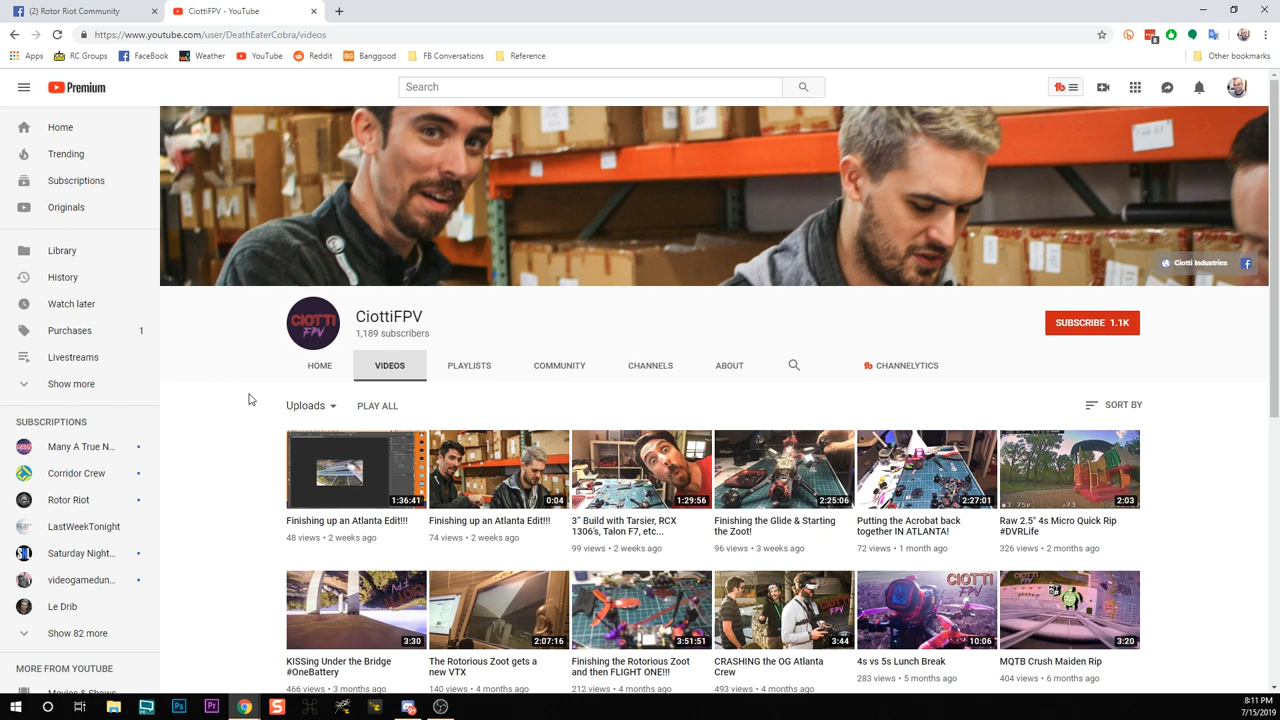 (2) Rotor Riot Community
CiottiFPV - YouTube
https://www.youtube.com/user/DeathEaterCobra/videos
Apps RC Groups FaceBook Weather YouTube Reddit Banggood FB Conversations Reference Other bookmarks
Premium
Search
Home
Trending
Subscriptions
Originals
Library
History
Watch later
Purchases 1
Livestreams
Show more
SUBSCRIPTIONS
Many A True N...
Corridor Crew
Rotor Riot
LastWeekTonight
Saturday Night...
videogamedun...
Le Drib
Show 82 more
MORE FROM YOUTUBE
Ciotti Industries
CIOTTI
FPV
CiottiFPV
1,189 subscribers
SUBSCRIBE 1.1K
HOME VIDEOS PLAYLISTS COMMUNITY CHANNELS ABOUT CHANNELYTICS
Uploads PLAY ALL SORT BY
1:36:41
Finishing up an Atlanta Edit!!!
48 views • 2 weeks ago
0:04
Finishing up an Atlanta Edit!!!
74 views • 2 weeks ago
1:29:56
3" Build with Tarsier, RCX
1306's, Talon F7, etc...
99 views • 2 weeks ago
2:25:06
Finishing the Glide & Starting
the Zoot!
96 views • 3 weeks ago
2:27:01
Putting the Acrobat back
together IN ATLANTA!
72 views • 1 month ago
2:03
Raw 2.5" 4s Micro Quick Rip
#DVRLife
326 views • 2 months ago
3:30
KISSing Under the Bridge
#OneBattery
466 views • 3 months ago
2:07:16
The Rotorious Zoot gets a
new VTX
140 views • 4 months ago
3:51:51
Finishing the Rotorious Zoot
and then FLIGHT ONE!!!
212 views • 4 months ago
3:44
CRASHING the OG Atlanta
Crew
493 views • 4 months ago
CIOTTI
FPV
10:06
4s vs 5s Lunch Break
283 views • 5 months ago
3:20
MQTB Crush Maiden Rip
404 views • 6 months ago
8:11 PM
7/15/2019